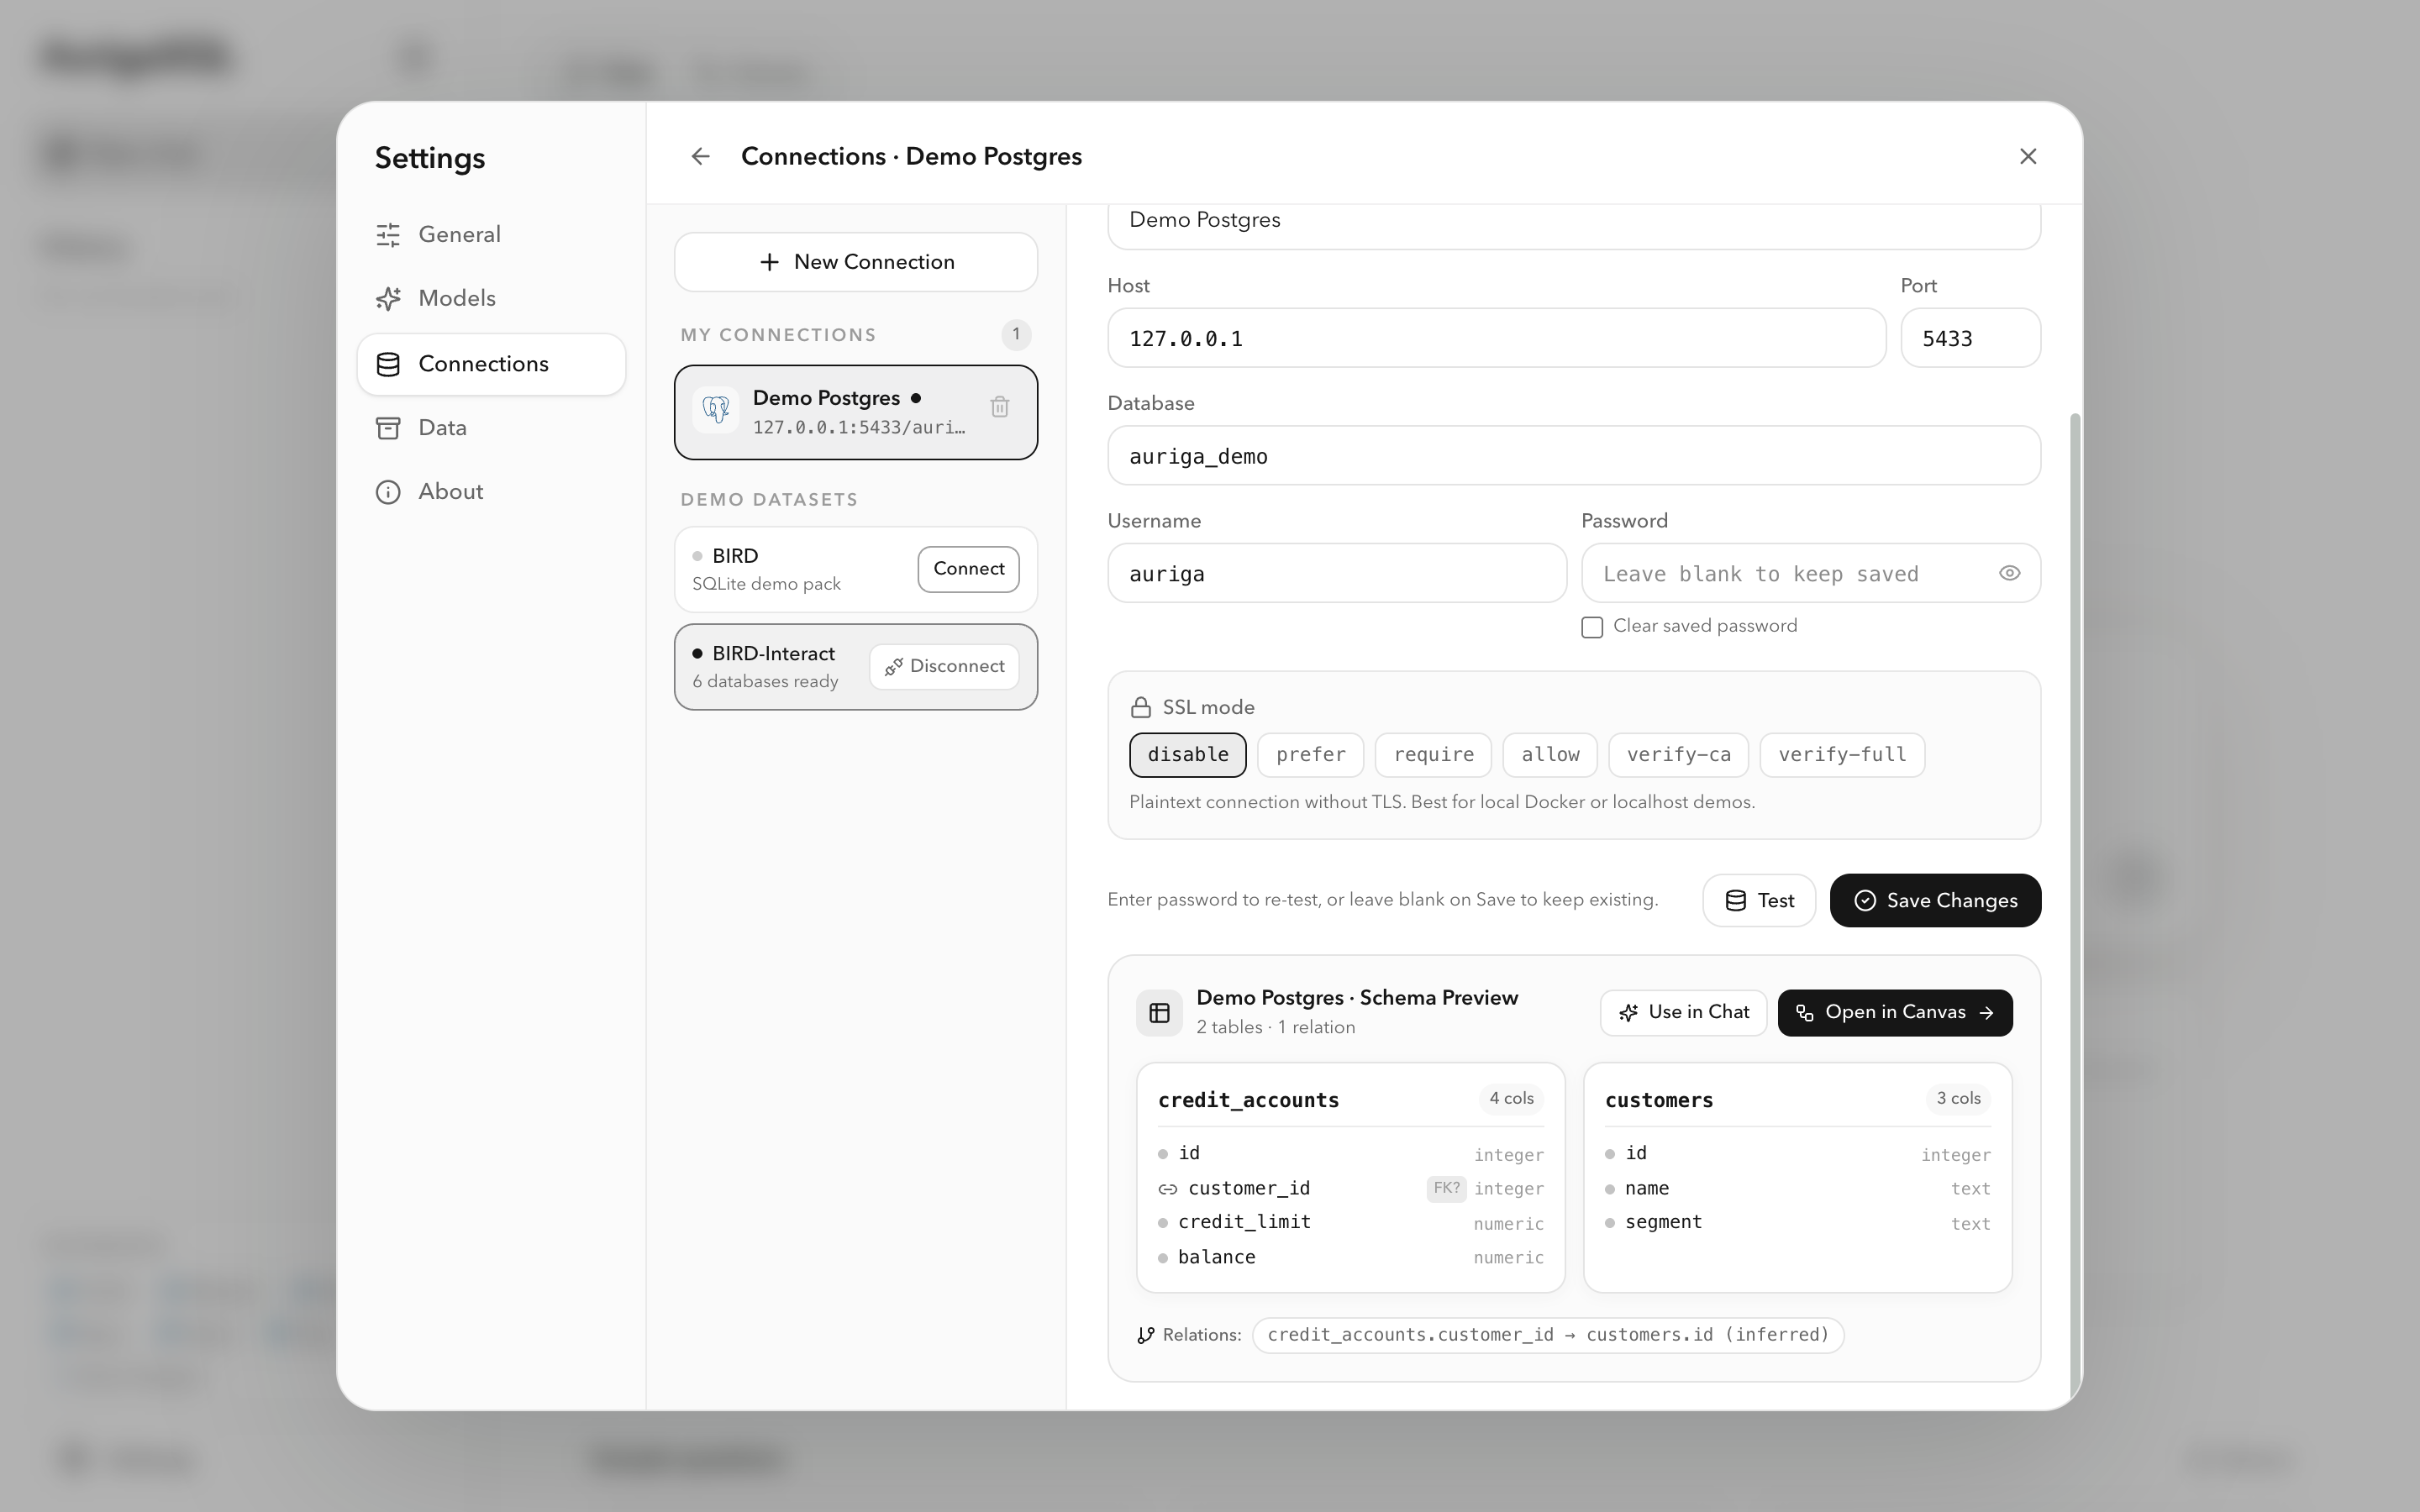 Settings
General
Models
Connections
Data
About
Connections · Demo Postgres
New Connection
MY CONNECTIONS 1
Demo Postgres
127.0.0.1:5433/auri…
DEMO DATASETS
BIRD
SQLite demo pack
Connect
BIRD-Interact
6 databases ready
Disconnect
Demo Postgres
Host Port
127.0.0.1 5433
Database
auriga_demo
Username Password
auriga Leave blank to keep saved
Clear saved password
SSL mode
disable prefer require allow verify-ca verify-full
Plaintext connection without TLS. Best for local Docker or localhost demos.
Enter password to re-test, or leave blank on Save to keep existing. Test Save Changes
Demo Postgres · Schema Preview
2 tables · 1 relation
Use in Chat Open in Canvas →
credit_accounts 4 cols
id integer
customer_id FK? integer
credit_limit numeric
balance numeric
customers 3 cols
id integer
name text
segment text
Relations: credit_accounts.customer_id → customers.id (inferred)